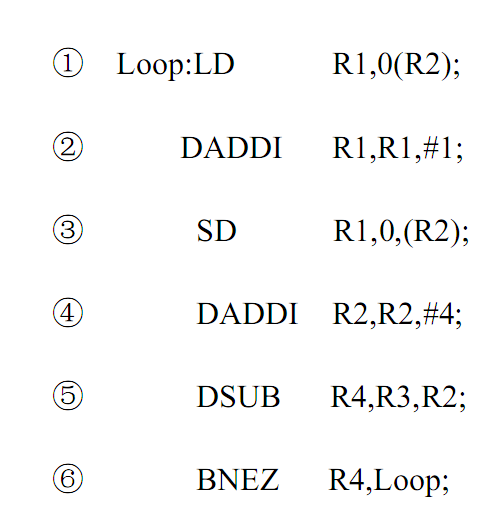 ① Loop:LD R1,0(R2);
② DADDI R1,R1,#1;
③ SD R1,0,(R2);
④ DADDI R2,R2,#4;
⑤ DSUB R4,R3,R2;
⑥ BNEZ R4,Loop;